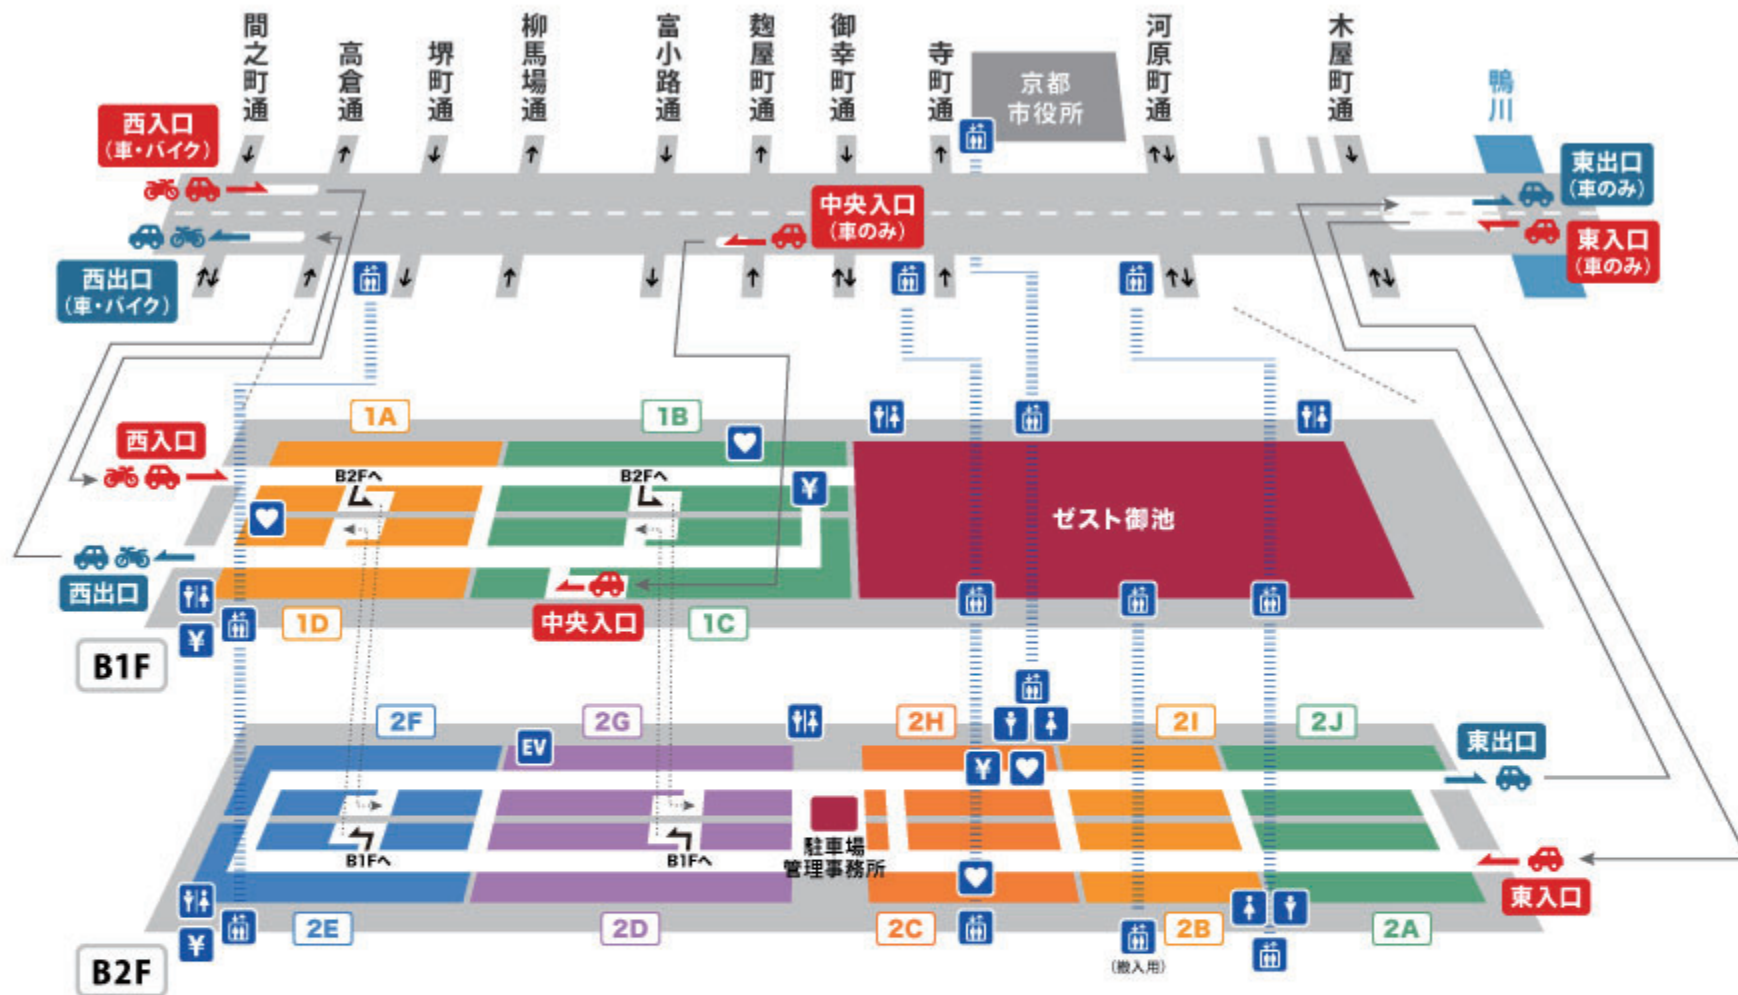 間之町通
高倉通
堺町通
柳馬場通
富小路通
麸屋町通
御幸町通
寺町通
京都
市役所
河原町通
木屋町通
鴨川
西入口
(車・バイク)
西出口
(車・バイク)
中央入口
(車のみ)
東出口
(車のみ)
東入口
(車のみ)
1A
1B
西入口
B2Fへ
B2Fへ
¥
ゼスト御池
西出口
1D
中央入口
1C
¥
B1F
2F
2G
2H
2I
2J
EV
¥
東出口
B1Fへ
B1Fへ
駐車場
管理事務所
東入口
2E
2D
2C
2B
2A
¥
(搬入用)
B2F